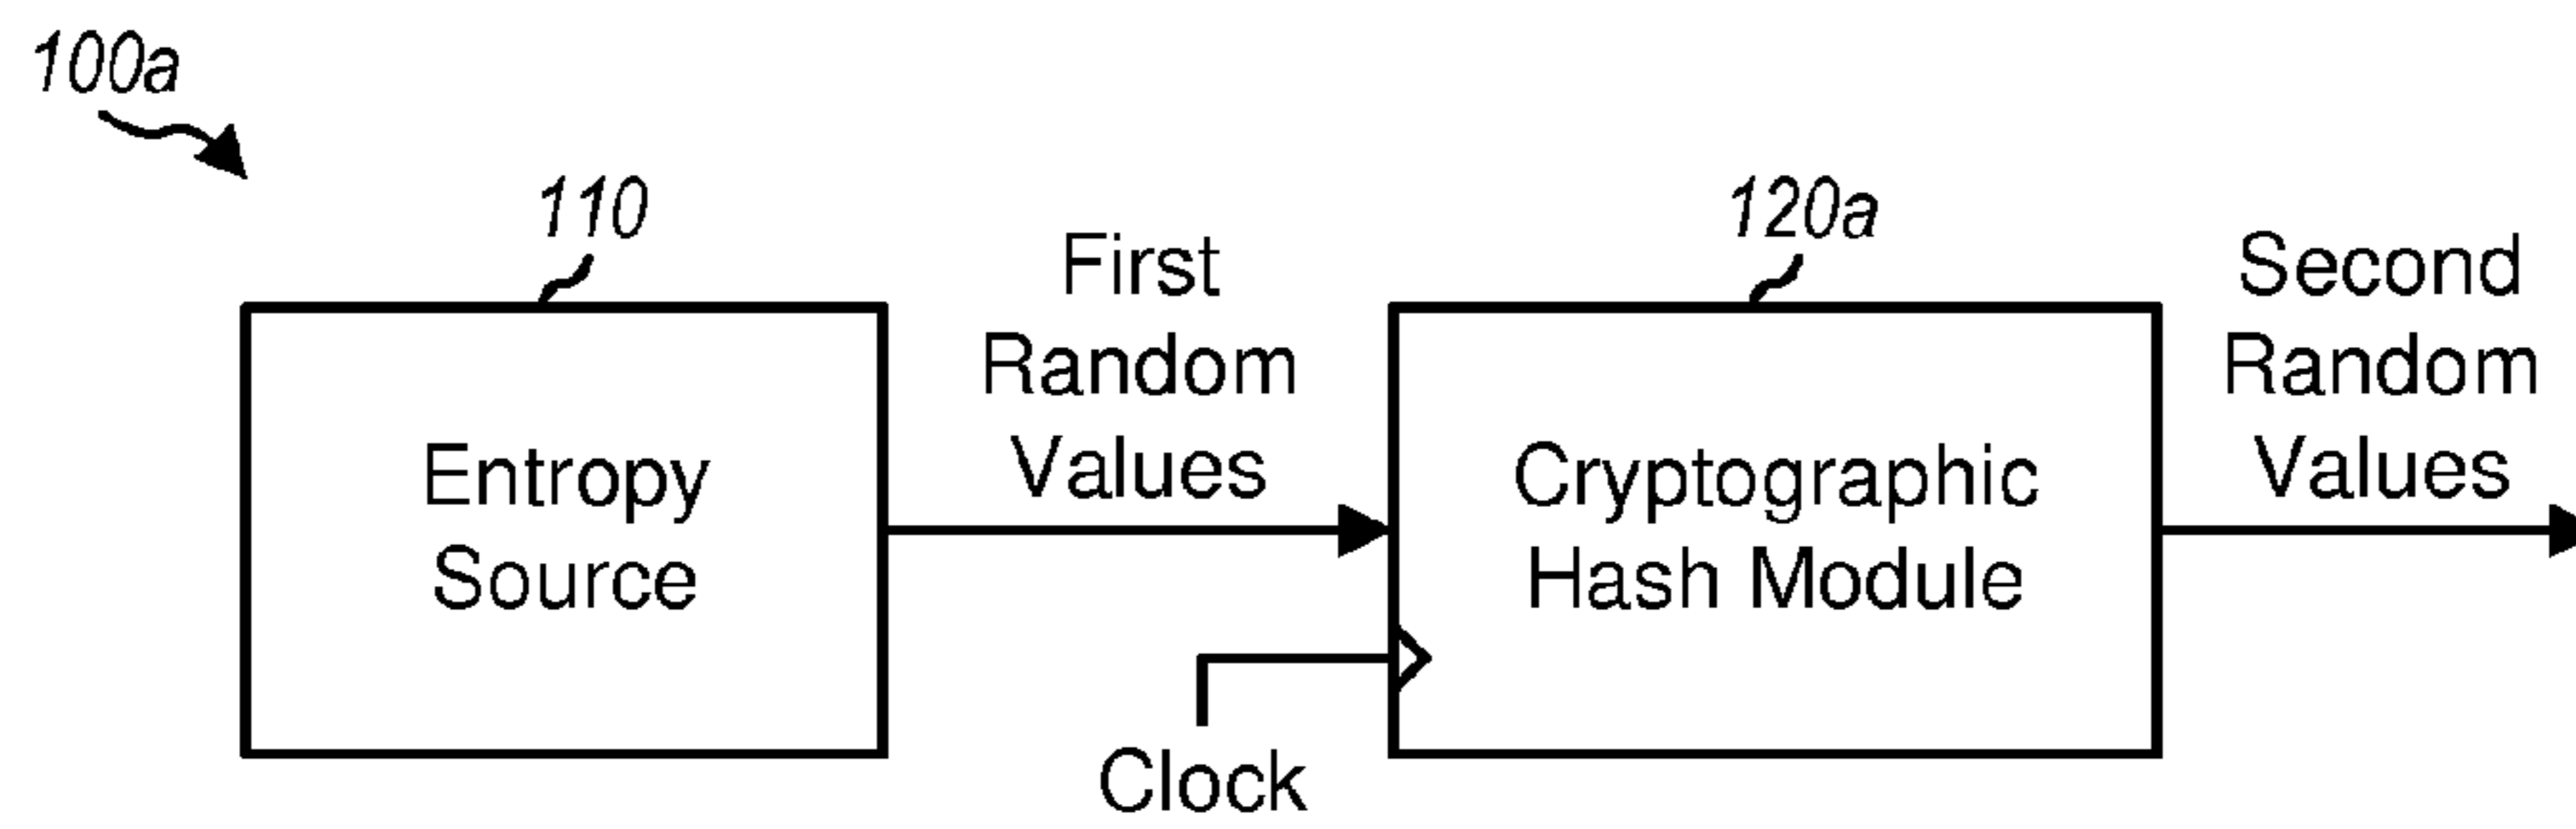 100a
110
120a
First
Random
Values
Second
Random
Values
Entropy
Source
Cryptographic
Hash Module
Clock